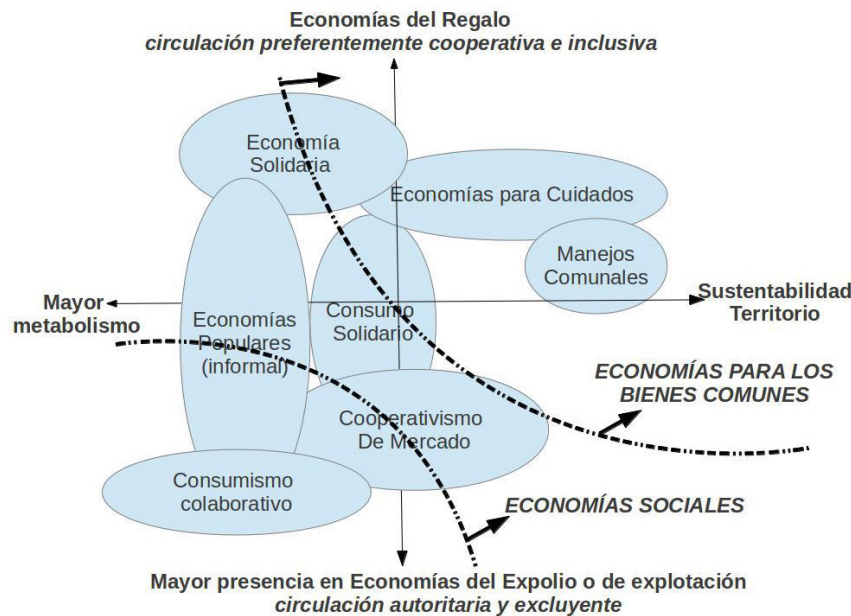 Economías del Regalo
circulación preferentemente cooperativa e inclusiva
Economía
Solidaria
Economías para Cuidados
Manejos
Comunales
Mayor
metabolismo
Sustentabilidad
Territorio
Economías
Populares
(informal)
Consumo
Solidario
ECONOMÍAS PARA LOS
BIENES COMUNES
Cooperativismo
De Mercado
Consumismo
colaborativo
ECONOMÍAS SOCIALES
Mayor presencia en Economías del Expolio o de explotación
circulación autoritaria y excluyente